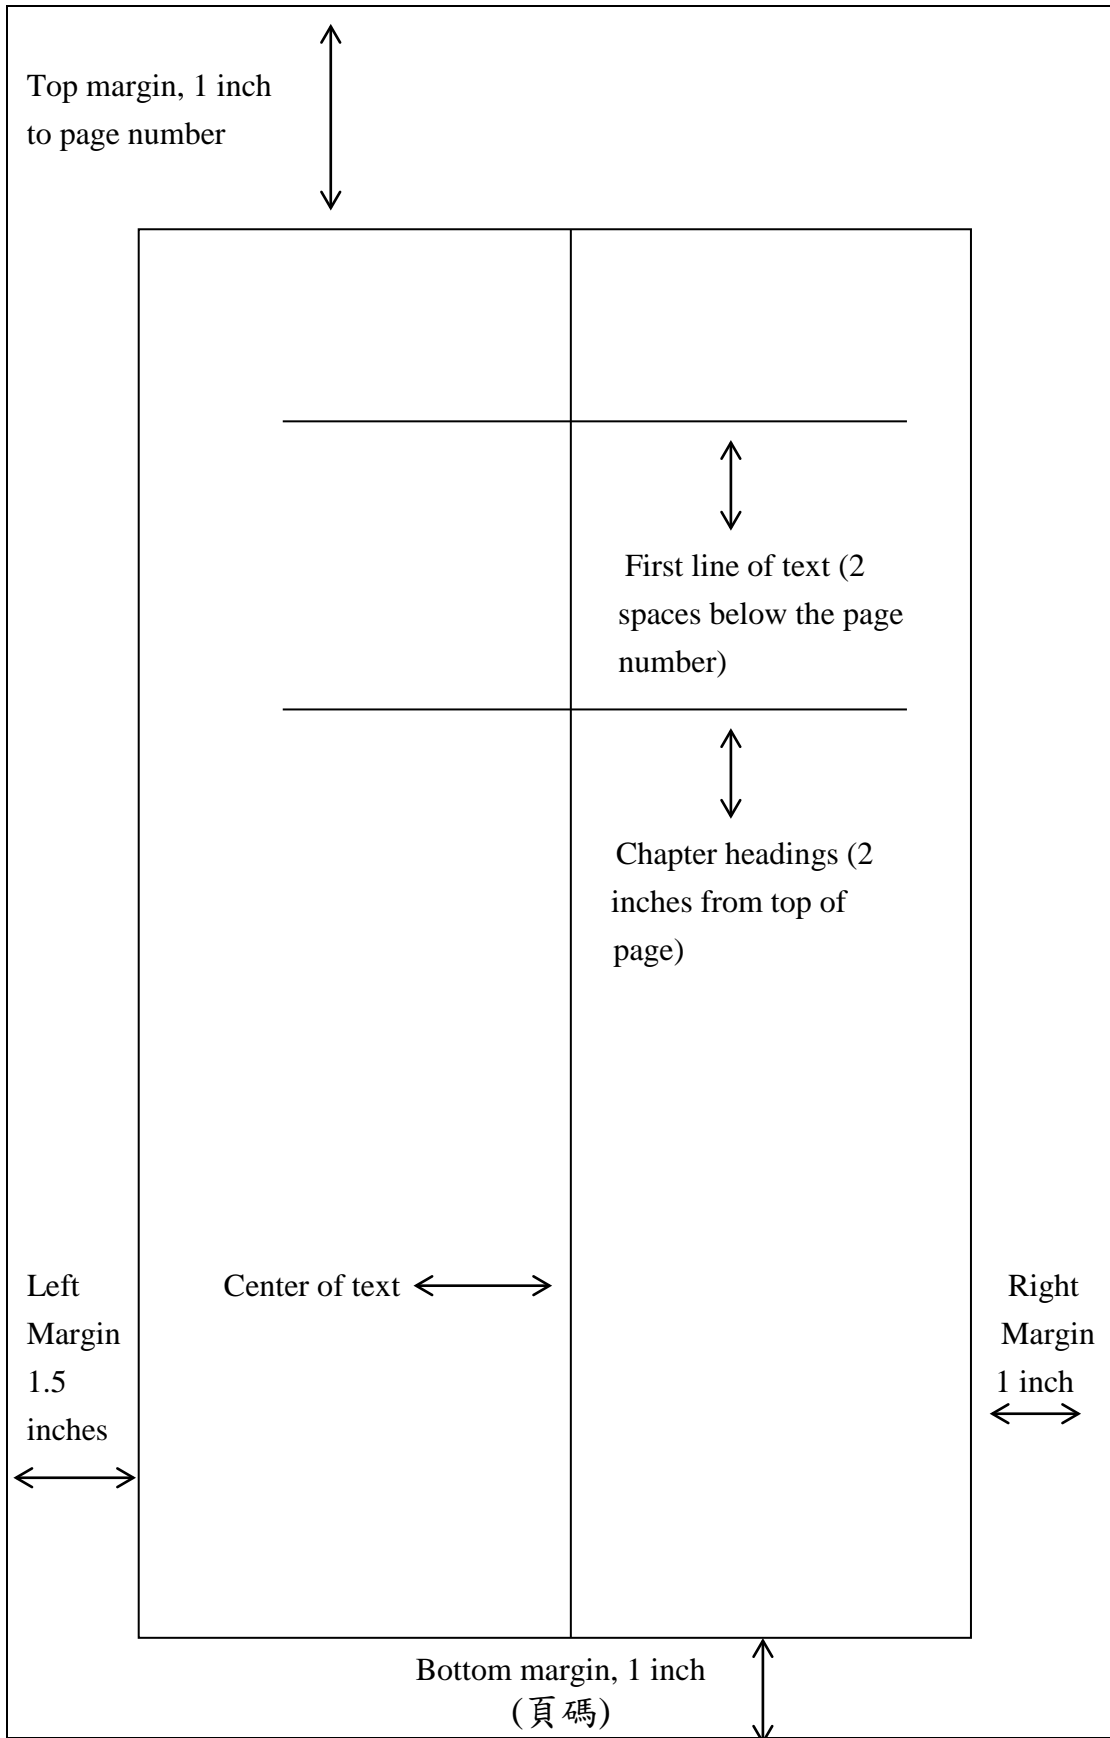 Top margin, 1 inch
to page number
First line of text (2
spaces below the page
number)
Chapter headings (2
inches from top of
page)
Left
Margin
1.5
inches
Center of text
Right
Margin
1 inch
Bottom margin, 1 inch
(頁碼)